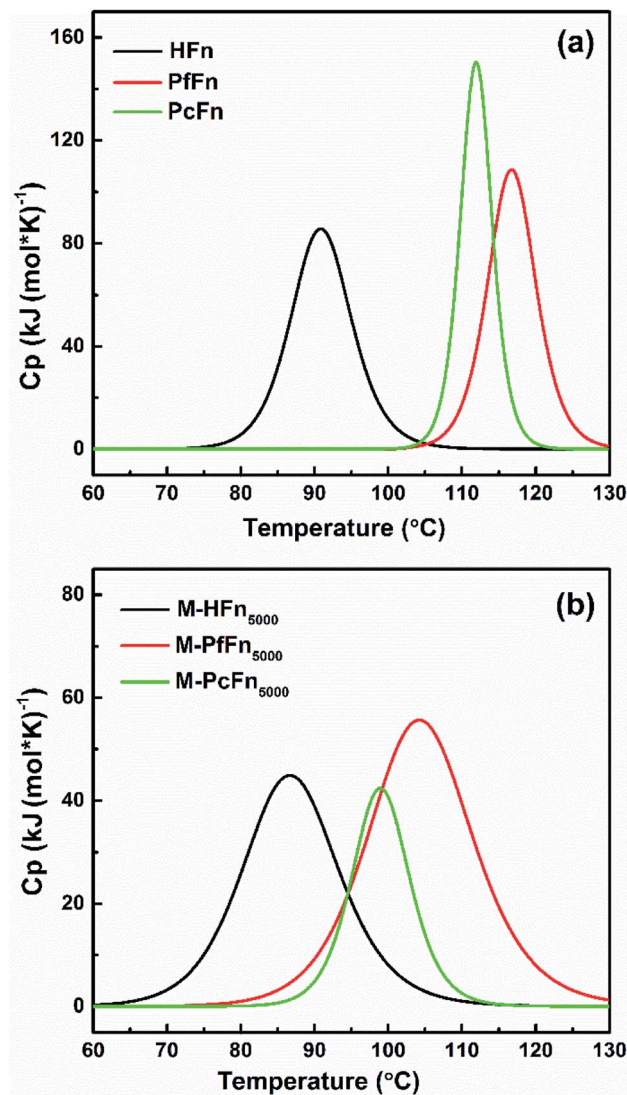 (a)
HFn
PfFn
PcFn
160
120
80
40
0
Cp (kJ (mol*K)⁻¹
60 70 80 90 100 110 120 130
Temperature (°C)
(b)
M-HFn₅₀₀₀
M-PfFn₅₀₀₀
M-PcFn₅₀₀₀
80
60
40
20
0
Cp (kJ (mol*K)⁻¹
60 70 80 90 100 110 120 130
Temperature (°C)